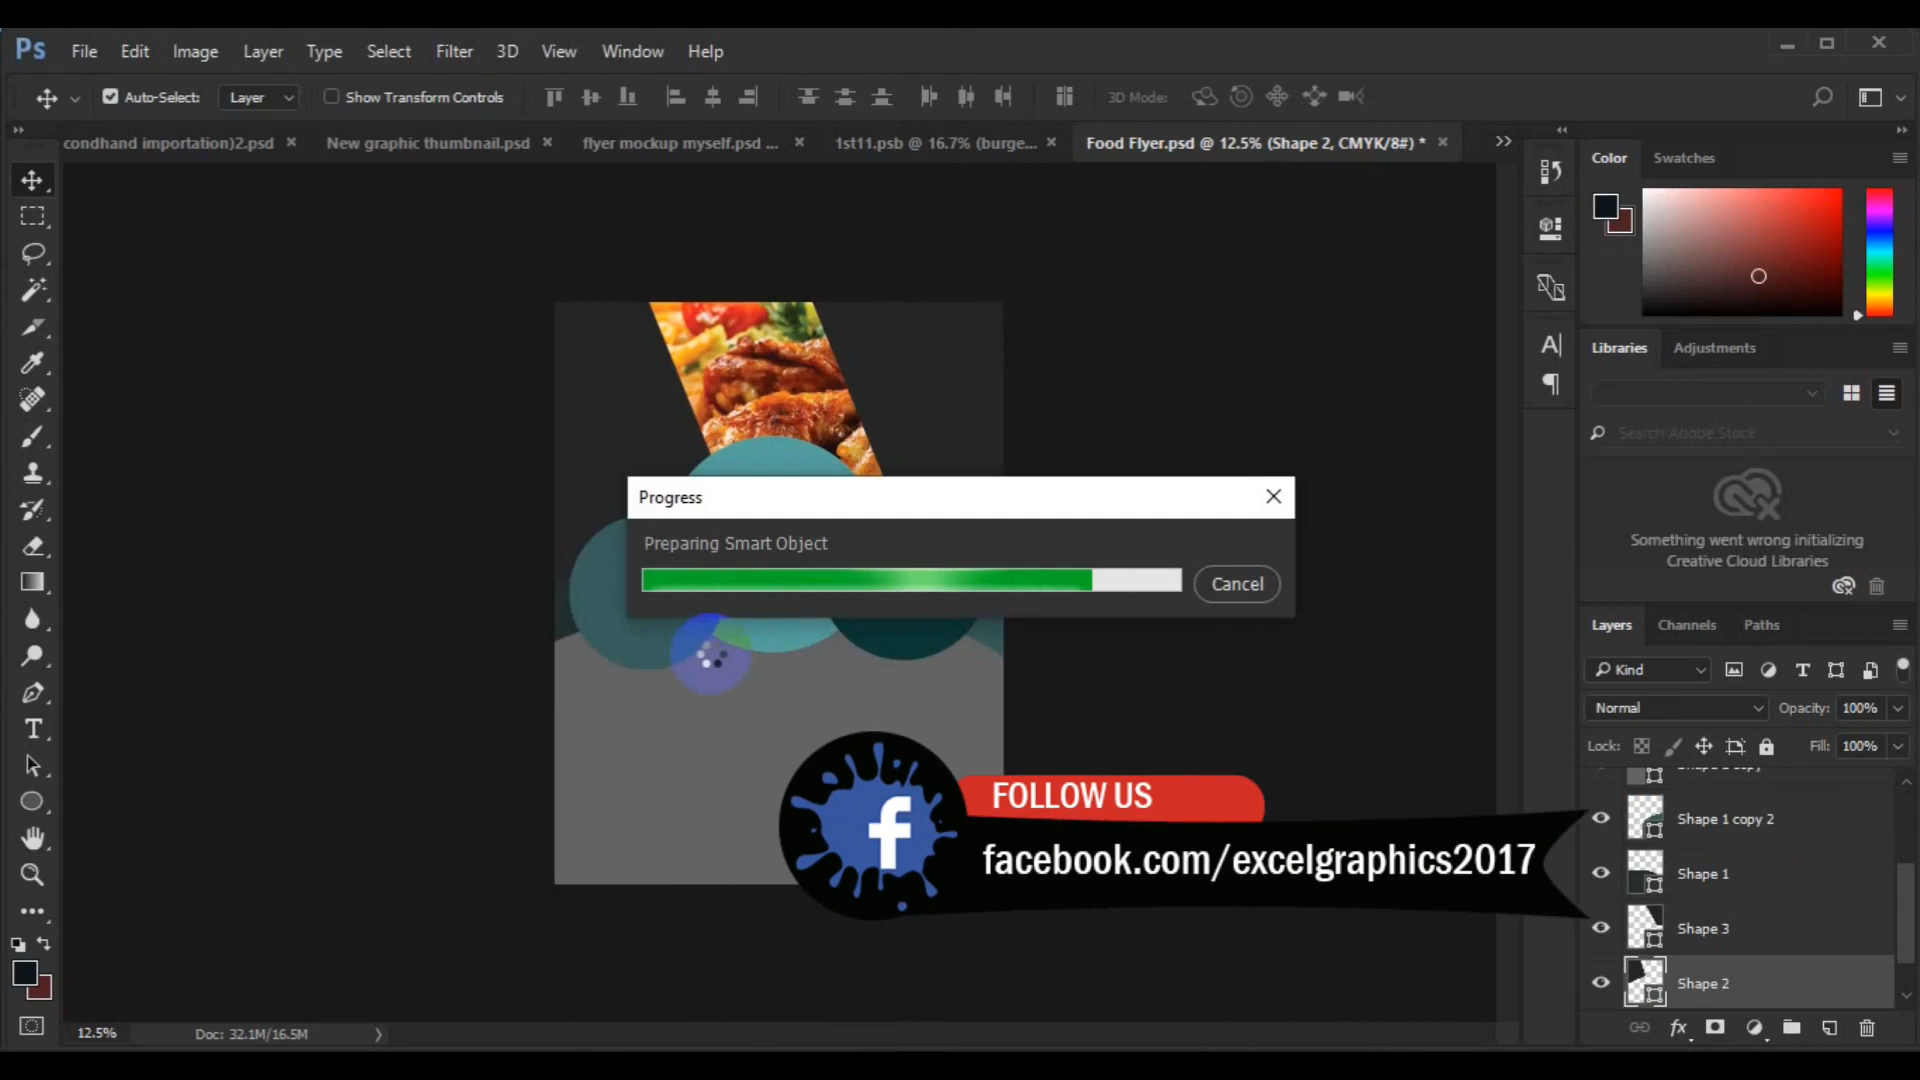 Ps File Edit Image Layer Type Select Filter 3D View Window Help
Auto-Select: Layer Show Transform Controls 3D Mode:
condhand importation)2.psd × New graphic thumbnail.psd × flyer mockup myself.psd ... × 1st11.psb @ 16.7% (burge... × Food Flyer.psd @ 12.5% (Shape 2, CMYK/8#) * ×
Color Swatches
Libraries Adjustments
Search Adobe Stock
Something went wrong initializing
Creative Cloud Libraries
Progress
Preparing Smart Object
Cancel
Layers Channels Paths
Kind
Normal Opacity: 100%
Lock: Fill: 100%
Shape 1 copy 2
Shape 1
Shape 3
Shape 2
FOLLOW US
facebook.com/excelgraphics2017
12.5% Doc: 32.1M/16.5M